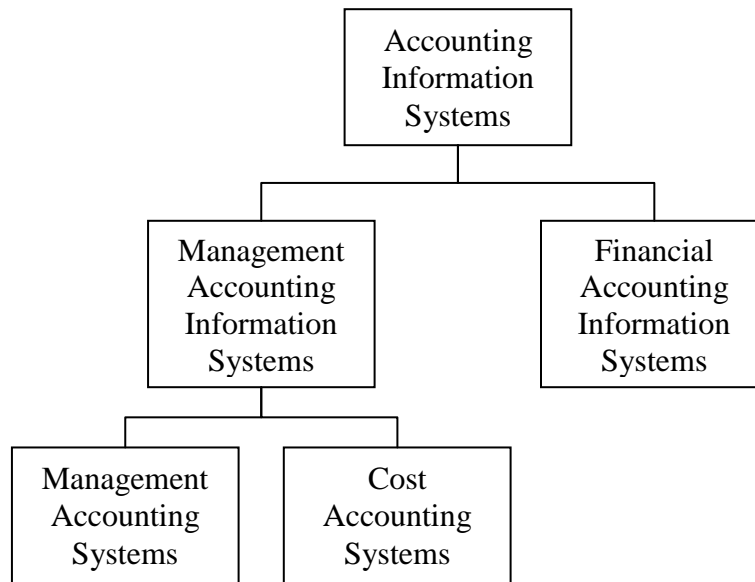 Accounting
Information
Systems
Management
Accounting
Information
Systems
Financial
Accounting
Information
Systems
Management
Accounting
Systems
Cost
Accounting
Systems